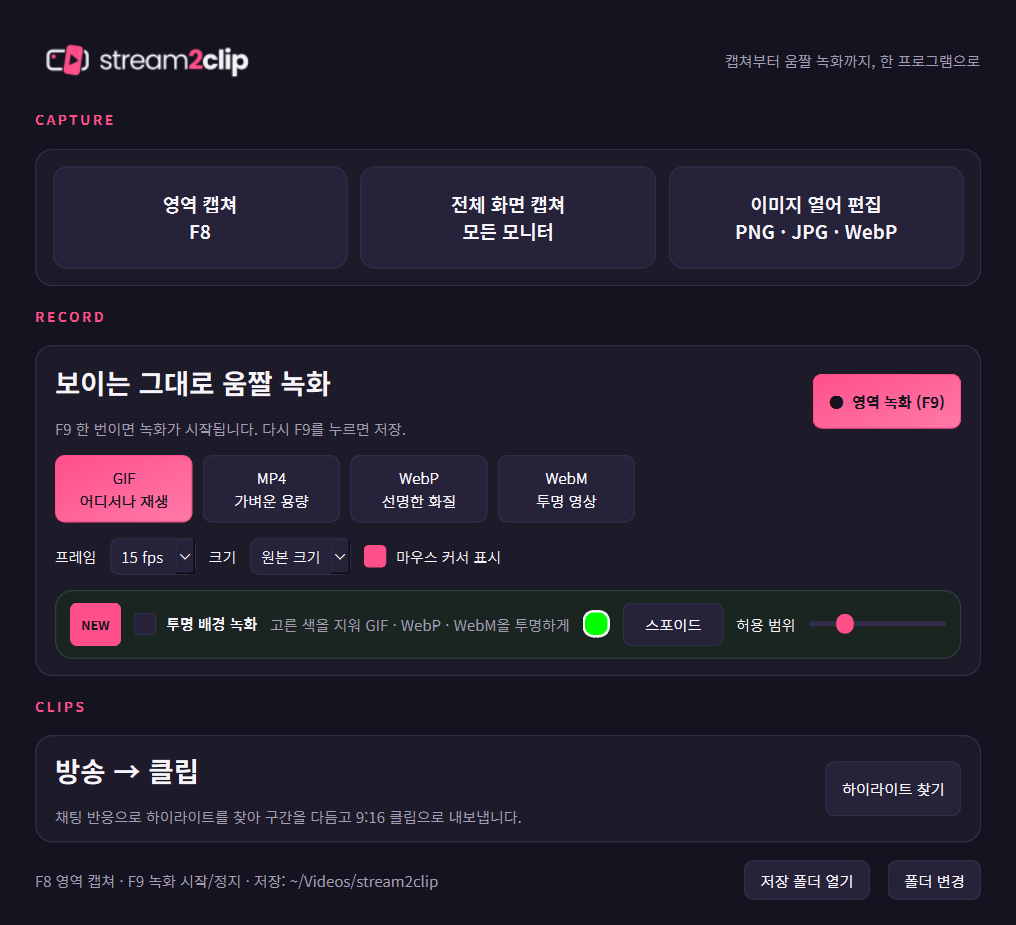 stream2clip
캡쳐부터 움짤 녹화까지, 한 프로그램으로
CAPTURE
영역 캡쳐
F8
전체 화면 캡쳐
모든 모니터
이미지 열어 편집
PNG · JPG · WebP
RECORD
보이는 그대로 움짤 녹화
F9 한 번이면 녹화가 시작됩니다. 다시 F9를 누르면 저장.
● 영역 녹화 (F9)
GIF
어디서나 재생
MP4
가벼운 용량
WebP
선명한 화질
WebM
투명 영상
프레임 15 fps 크기 원본 크기 마우스 커서 표시
NEW 투명 배경 녹화 고른 색을 지워 GIF · WebP · WebM을 투명하게 스포이드 허용 범위
CLIPS
방송 → 클립
채팅 반응으로 하이라이트를 찾아 구간을 다듬고 9:16 클립으로 내보냅니다.
하이라이트 찾기
F8 영역 캡쳐 · F9 녹화 시작/정지 · 저장: ~/Videos/stream2clip
저장 폴더 열기
폴더 변경